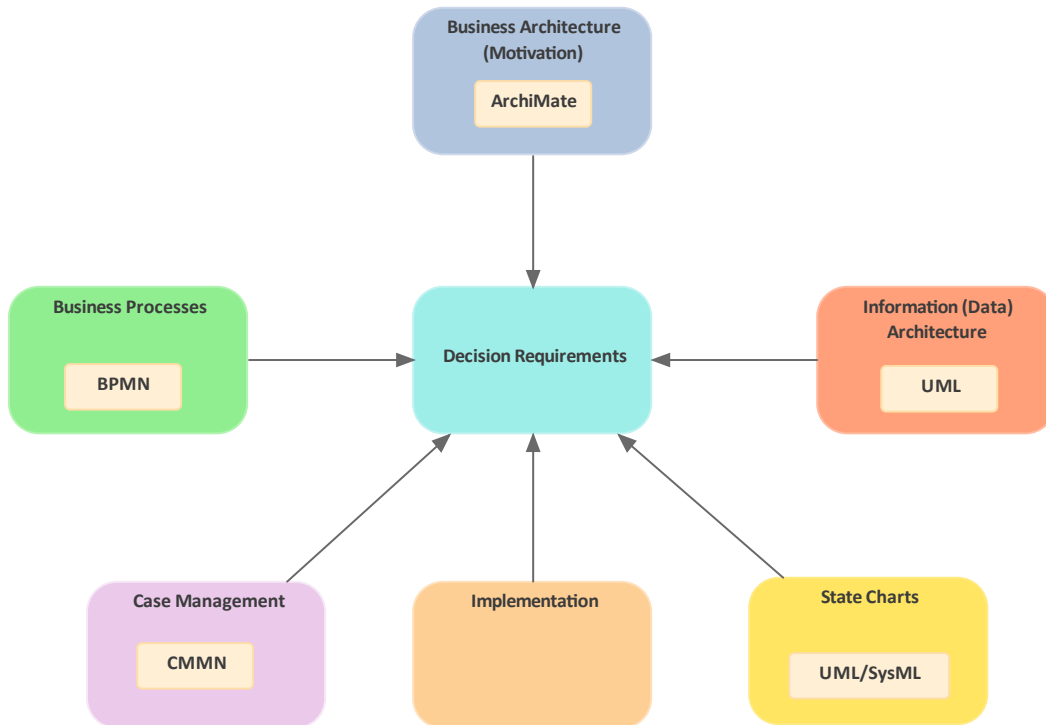 Business Architecture
(Motivation)
ArchiMate
Business Processes
BPMN
Decision Requirements
Information (Data)
Architecture
UML
Case Management
CMMN
Implementation
State Charts
UML/SysML